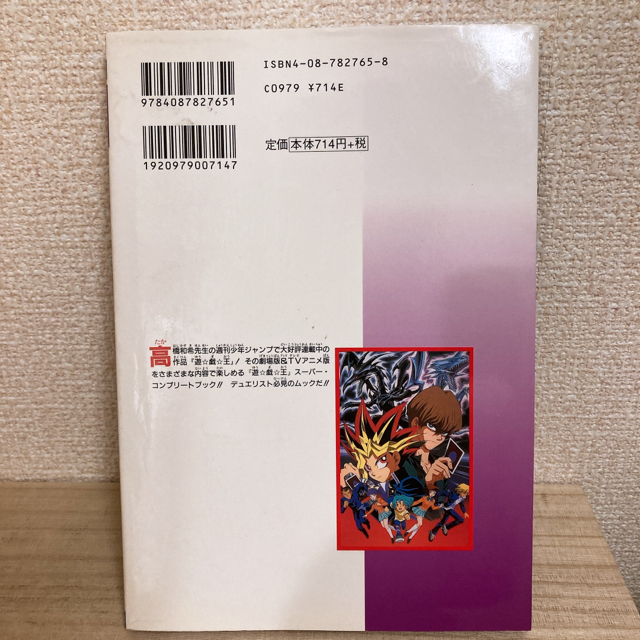 ISBN4-08-782765-8
C0979 ¥714E
9784087827651
定価 本体714円+税
1920979007147
高橋和希先生の週刊少年ジャンプで大好評連載中の
作品「遊☆戯☆王」! その劇場版&TVアニメ版
をさまざまな内容で楽しめる「遊☆戯☆王」スーパー・
コンプリートブック!! デュエリスト必見のムックだ!!